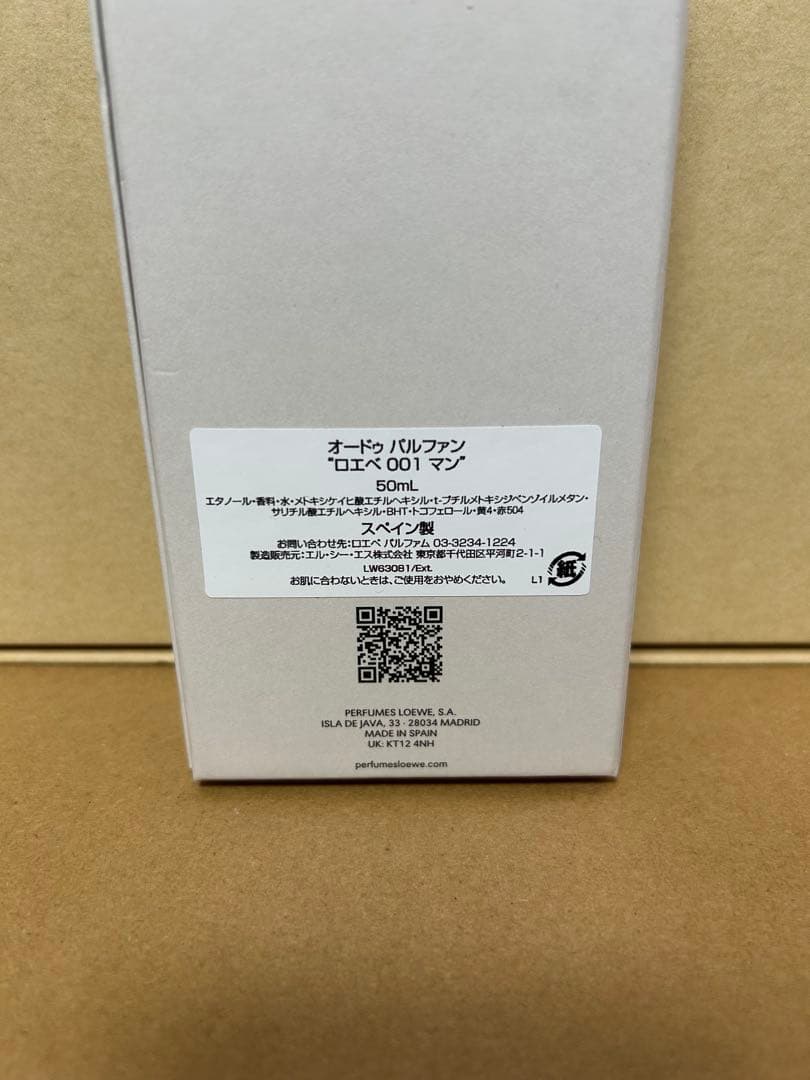 オードゥ パルファン
“ロエベ 001 マン”
50mL
エタノール・香料・水・メトキシケイヒ酸エチルヘキシル・t-ブチルメトキシジベンゾイルメタン・
サリチル酸エチルヘキシル・BHT・トコフェロール・黄4・赤504
スペイン製
お問い合わせ先:ロエベ パルファム 03-3234-1224
製造販売元:エル・シー・エス株式会社 東京都千代田区平河町2-1-1
LW63081/Ext.
お肌に合わないときは、ご使用をおやめください。 L1 紙
PERFUMES LOEWE, S.A.
ISLA DE JAVA, 33 · 28034 MADRID
MADE IN SPAIN
UK: KT12 4NH
perfumesloewe.com